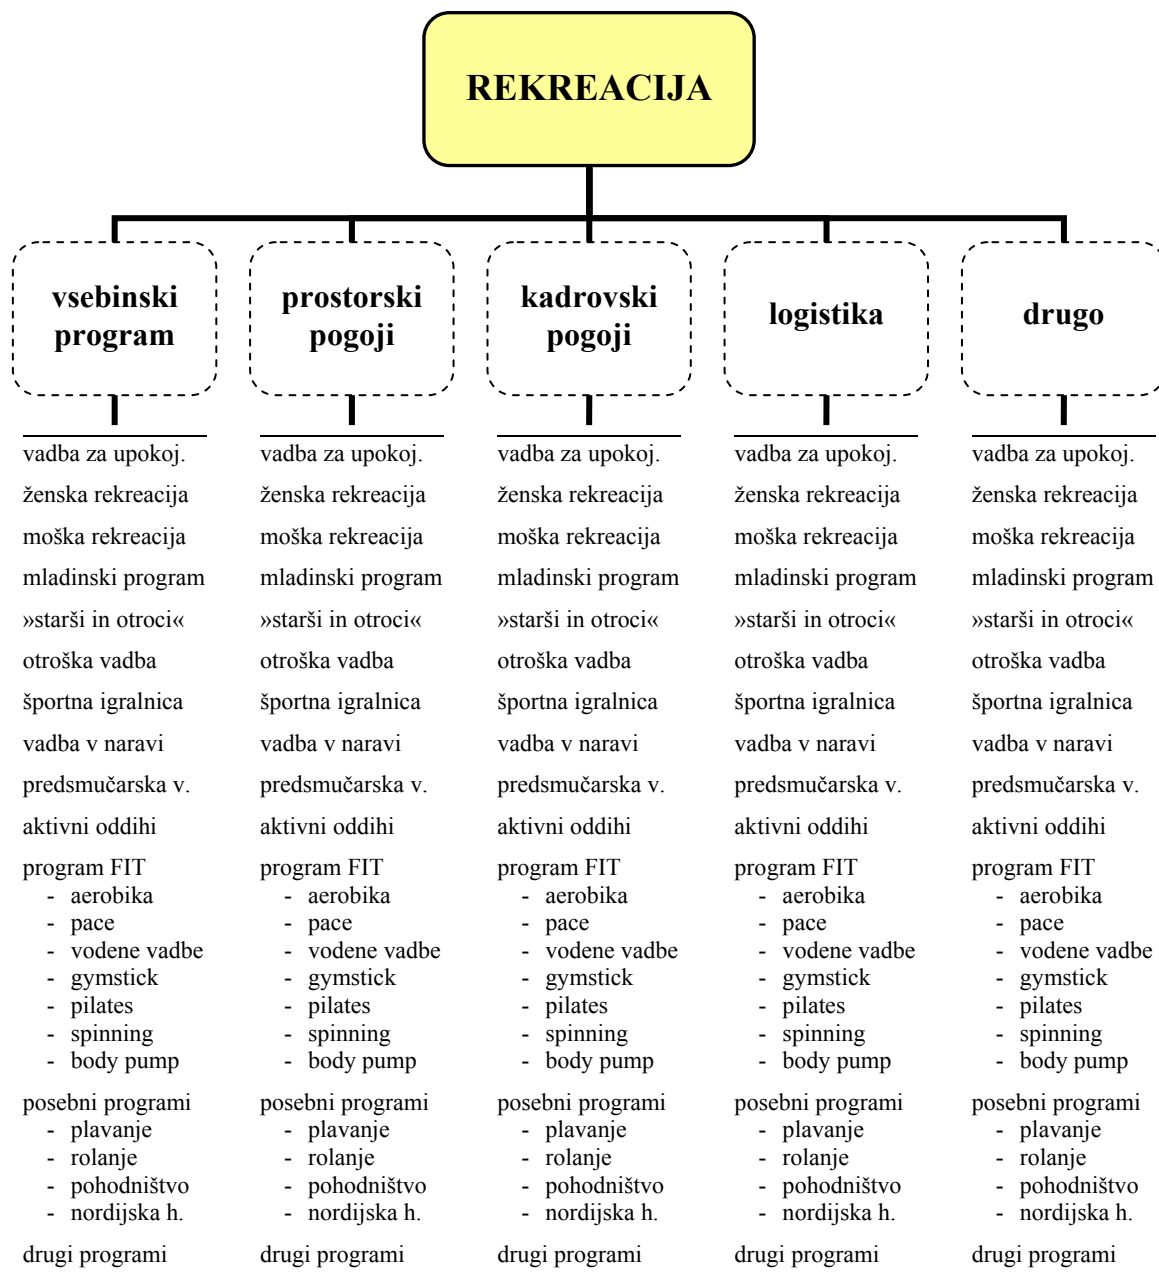 REKREACIJA
vsebinski
program
prostorski
pogoji
kadrovski
pogoji
logistika
drugo
vadba za upokoj.
ženska rekreacija
moška rekreacija
mladinski program
»starši in otroci«
otroška vadba
športna igralnica
vadba v naravi
predsmučarska v.
aktivni oddihi
program FIT
- aerobika
- pace
- vodene vadbe
- gymstick
- pilates
- spinning
- body pump
posebni programi
- plavanje
- rolanje
- pohodništvo
- nordijska h.
drugi programi
vadba za upokoj.
ženska rekreacija
moška rekreacija
mladinski program
»starši in otroci«
otroška vadba
športna igralnica
vadba v naravi
predsmučarska v.
aktivni oddihi
program FIT
- aerobika
- pace
- vodene vadbe
- gymstick
- pilates
- spinning
- body pump
posebni programi
- plavanje
- rolanje
- pohodništvo
- nordijska h.
drugi programi
vadba za upokoj.
ženska rekreacija
moška rekreacija
mladinski program
»starši in otroci«
otroška vadba
športna igralnica
vadba v naravi
predsmučarska v.
aktivni oddihi
program FIT
- aerobika
- pace
- vodene vadbe
- gymstick
- pilates
- spinning
- body pump
posebni programi
- plavanje
- rolanje
- pohodništvo
- nordijska h.
drugi programi
vadba za upokoj.
ženska rekreacija
moška rekreacija
mladinski program
»starši in otroci«
otroška vadba
športna igralnica
vadba v naravi
predsmučarska v.
aktivni oddihi
program FIT
- aerobika
- pace
- vodene vadbe
- gymstick
- pilates
- spinning
- body pump
posebni programi
- plavanje
- rolanje
- pohodništvo
- nordijska h.
drugi programi
vadba za upokoj.
ženska rekreacija
moška rekreacija
mladinski program
»starši in otroci«
otroška vadba
športna igralnica
vadba v naravi
predsmučarska v.
aktivni oddihi
program FIT
- aerobika
- pace
- vodene vadbe
- gymstick
- pilates
- spinning
- body pump
posebni programi
- plavanje
- rolanje
- pohodništvo
- nordijska h.
drugi programi